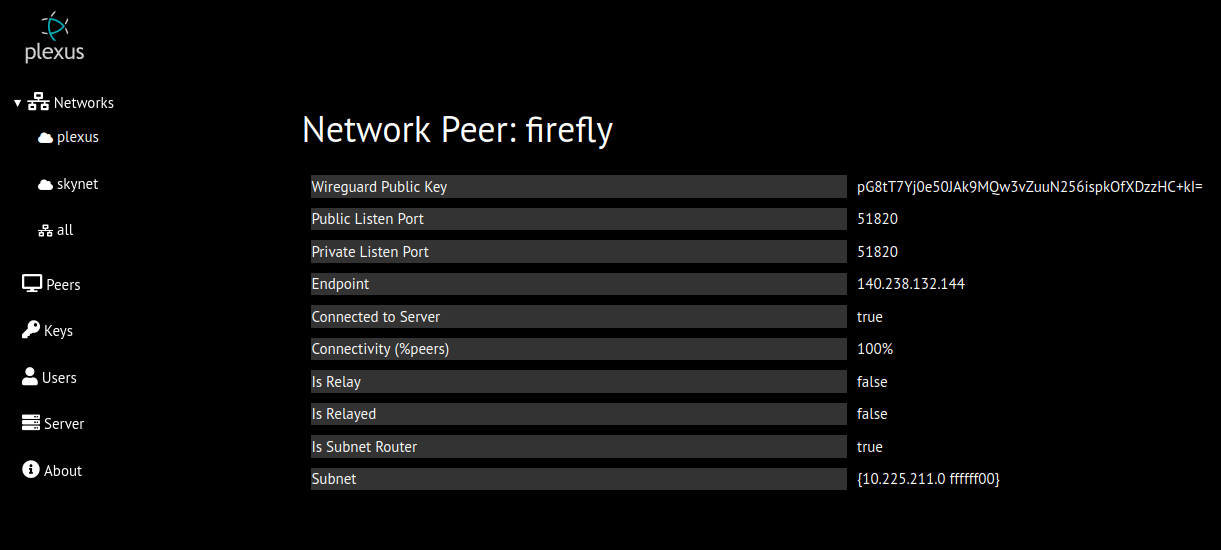 plexus
▼ Networks
plexus
skynet
all
Peers
Keys
Users
Server
About
Network Peer: firefly
Wireguard Public Key pG8tT7Yj0e50JAk9MQw3vZuuN256ispkOfXDzzHC+kI=
Public Listen Port 51820
Private Listen Port 51820
Endpoint 140.238.132.144
Connected to Server true
Connectivity (%peers) 100%
Is Relay false
Is Relayed false
Is Subnet Router true
Subnet {10.225.211.0 ffffff00}